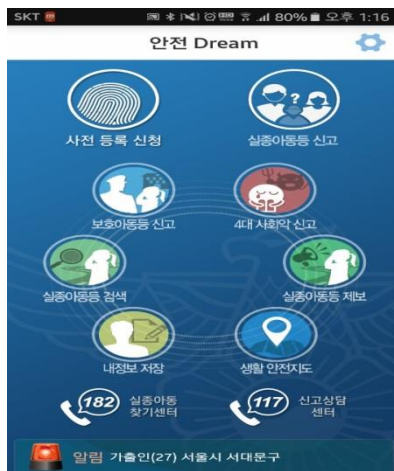 SKT 80% 오후 1:16
안전 Dream
사전 등록 신청
실종아동등 신고
보호아동등 신고
4대 사회악 신고
실종아동등 검색
실종아동등 제보
내정보 저장
생활 안전지도
182 실종아동
찾기센터
117 신고상담
센터
알림 가출인(27) 서울시 서대문구